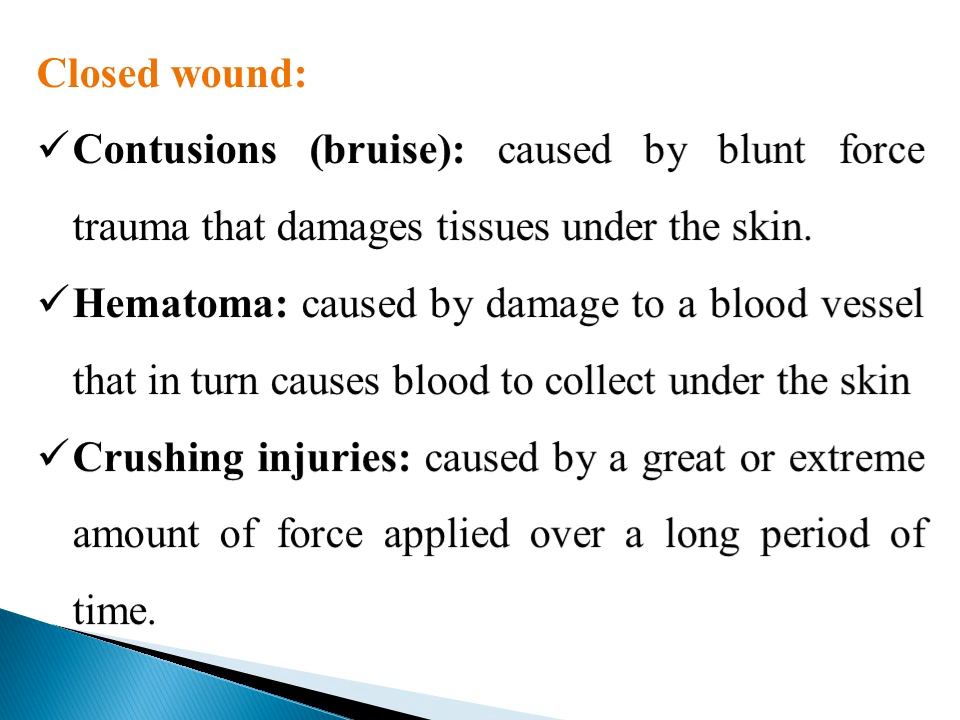 Closed wound:
✓ Contusions (bruise): caused by blunt force
trauma that damages tissues under the skin.
✓ Hematoma: caused by damage to a blood vessel
that in turn causes blood to collect under the skin
✓ Crushing injuries: caused by a great or extreme
amount of force applied over a long period of
time.